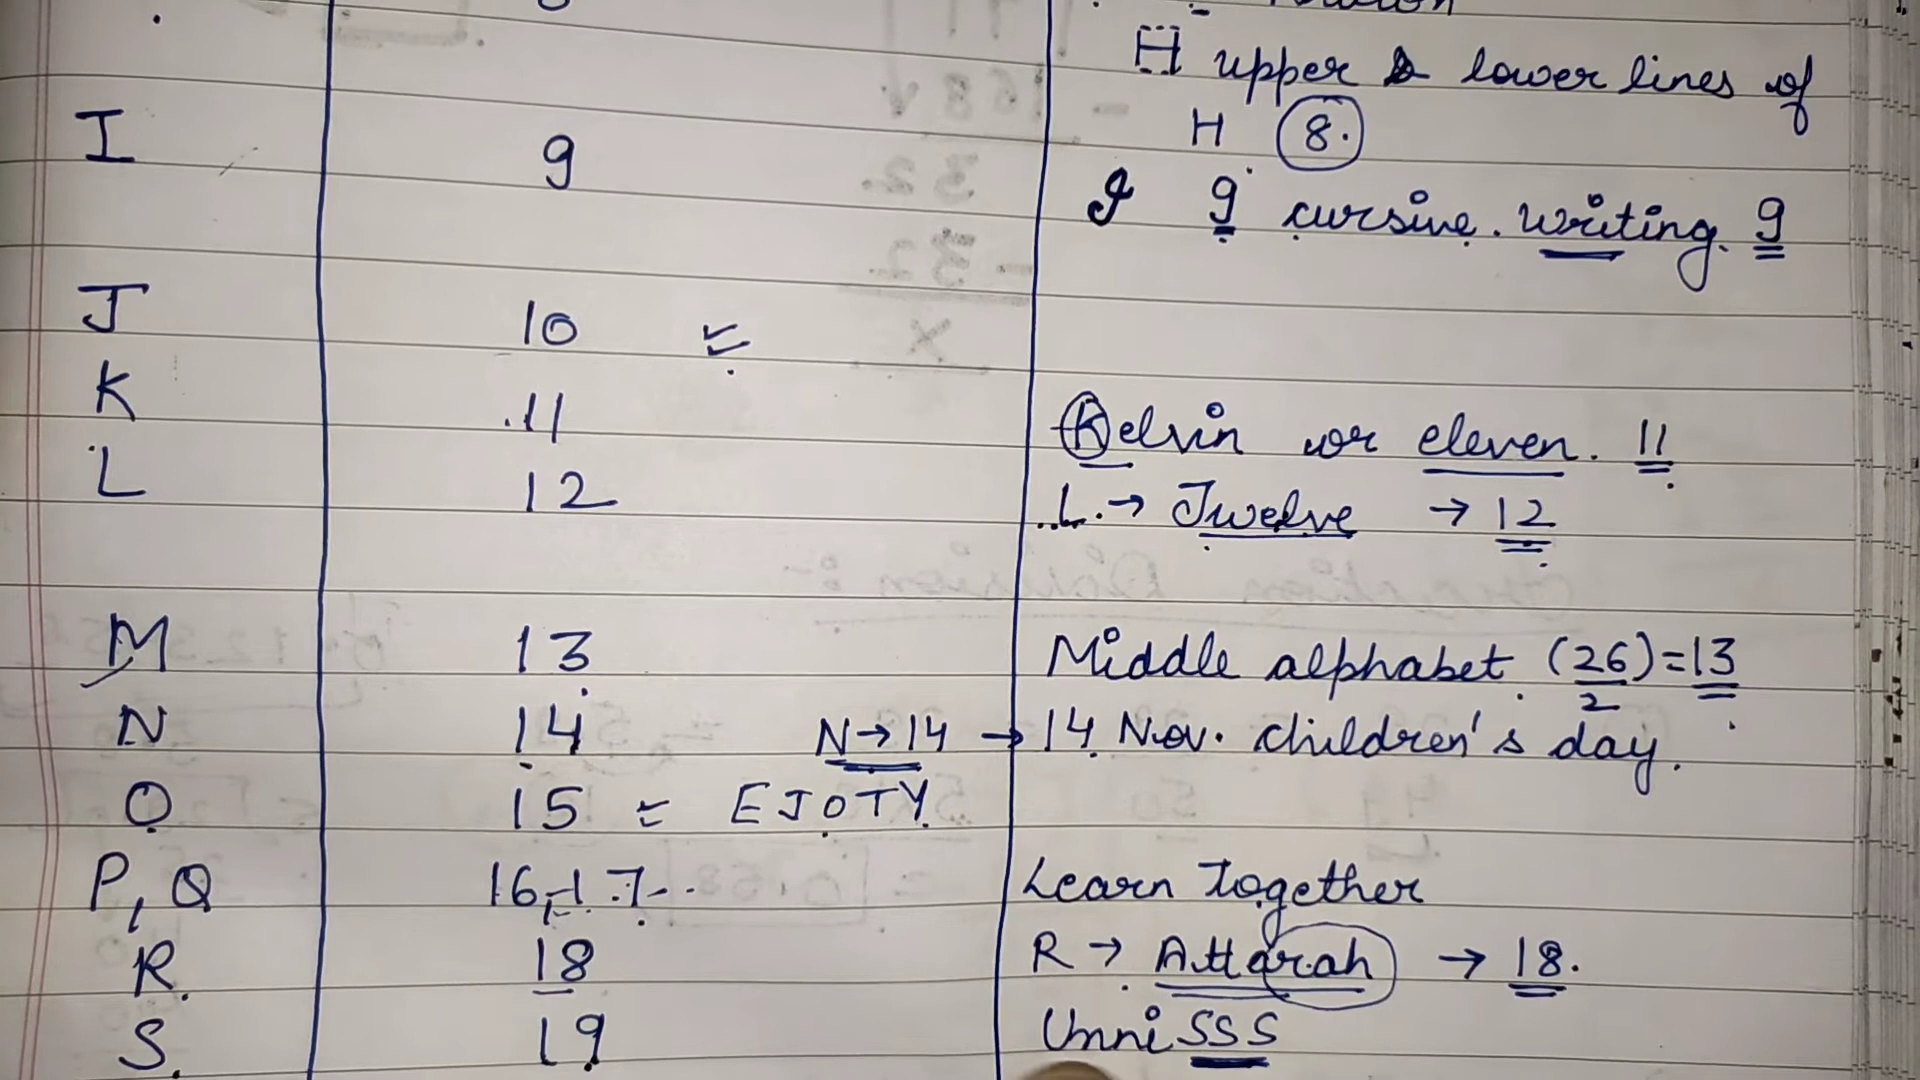 H upper & lower lines of
H 8.
I 9 I 9 cursive. writing. 9
J 10
K 11 Kelvin or eleven. 11
L 12 L. → Twelve → 12
M 13 Middle alphabet (26/2) = 13
N 14 N → 14 → 14 Nov. children's day.
O 15 = EJOTY
P, Q 16, 17-- Learn Together
R. 18 R → Attarah → 18.
S. 19 UnniSSS